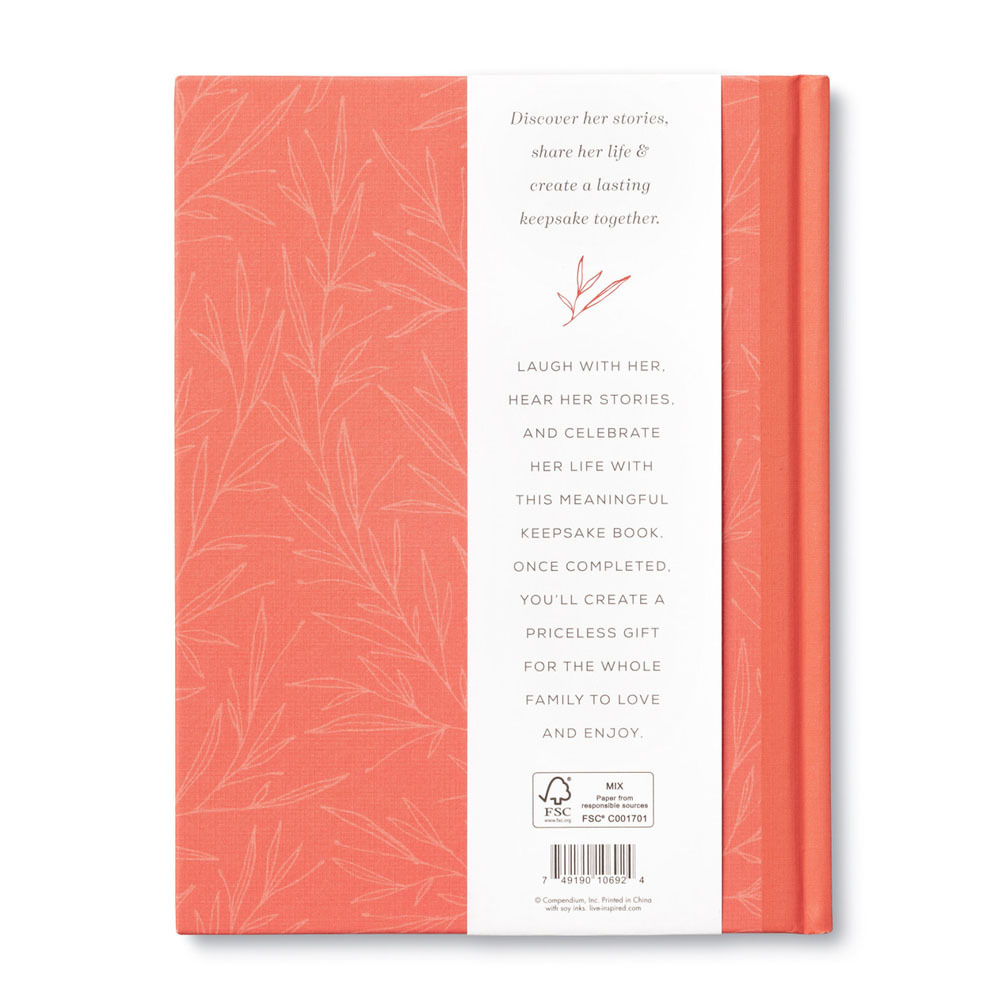 Discover her stories,
share her life &
create a lasting
keepsake together.
LAUGH WITH HER,
HEAR HER STORIES,
AND CELEBRATE
HER LIFE WITH
THIS MEANINGFUL
KEEPSAKE BOOK.
ONCE COMPLETED,
YOU'LL CREATE A
PRICELESS GIFT
FOR THE WHOLE
FAMILY TO LOVE
AND ENJOY.
FSC
www.fsc.org
MIX
Paper from
responsible sources
FSC® C001701
7 49190 10692 4
© Compendium, Inc. Printed in China
with soy inks. live-inspired.com